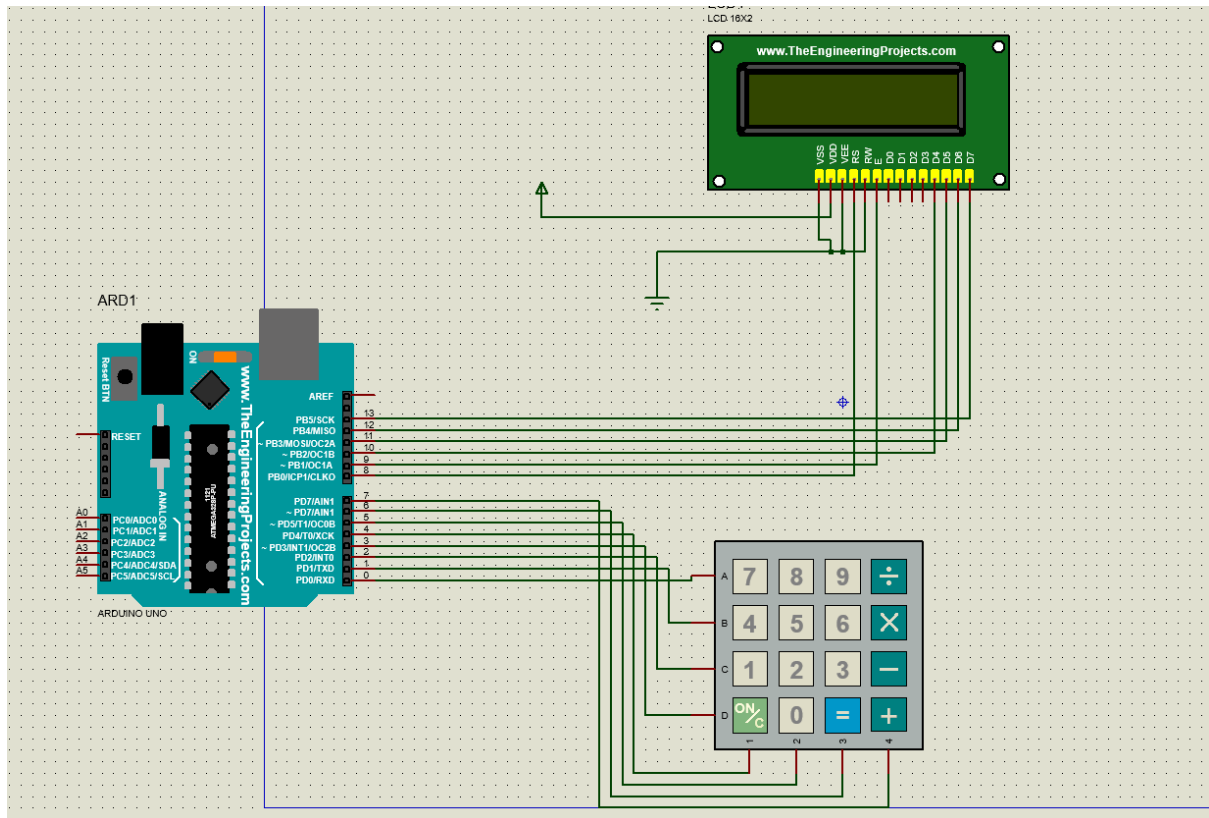 LCD 16X2
www.TheEngineeringProjects.com
VSS
VDD
VEE
RS
RW
E
D0
D1
D2
D3
D4
D5
D6
D7
ARD1
Reset BTN
ON
www.TheEngineeringProjects.com
AREF
RESET
PB5/SCK 13
PB4/MISO 12
~ PB3/MOSI/OC2A 11
~ PB2/OC1B 10
~ PB1/OC1A 9
PB0/ICP1/CLKO 8
1121
ATMEGA328P-PU
ANALOG IN
PD7/AIN1 7
~ PD7/AIN1 6
~ PD5/T1/OC0B 5
PD4/T0/XCK 4
~ PD3/INT1/OC2B 3
PD2/INT0 2
PD1/TXD 1
PD0/RXD 0
A0 PC0/ADC0
A1 PC1/ADC1
A2 PC2/ADC2
A3 PC3/ADC3
A4 PC4/ADC4/SDA
A5 PC5/ADC5/SCL
ARDUINO UNO
A 7 8 9 ÷
B 4 5 6 ×
C 1 2 3 −
D ON/C 0 = +
1 2 3 4